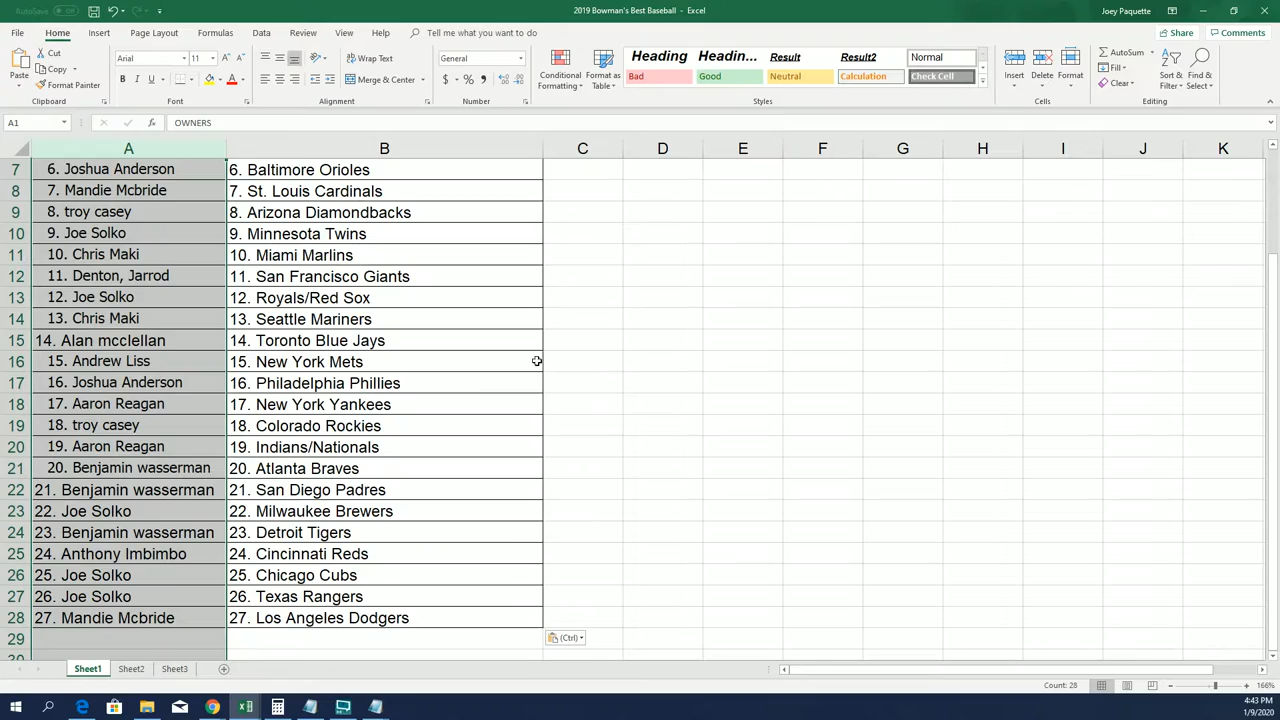 AutoSave Off
2019 Bowman's Best Baseball - Excel
Joey Paquette
File Home Insert Page Layout Formulas Data Review View Help Tell me what you want to do
Share Comments
Paste Cut Copy Format Painter Clipboard
Arial 11 B I U Font
Wrap Text Merge & Center Alignment
General $ % Number
Conditional Formatting Format as Table
Heading Headin... Result Result2 Normal
Bad Good Neutral Calculation Check Cell
Styles
Insert Delete Format Cells
AutoSum Fill Clear Sort & Filter Find & Select Editing
A1 fx OWNERS
A B C D E F G H I J K
7 6. Joshua Anderson 6. Baltimore Orioles
8 7. Mandie Mcbride 7. St. Louis Cardinals
9 8. troy casey 8. Arizona Diamondbacks
10 9. Joe Solko 9. Minnesota Twins
11 10. Chris Maki 10. Miami Marlins
12 11. Denton, Jarrod 11. San Francisco Giants
13 12. Joe Solko 12. Royals/Red Sox
14 13. Chris Maki 13. Seattle Mariners
15 14. Alan mcclellan 14. Toronto Blue Jays
16 15. Andrew Liss 15. New York Mets
17 16. Joshua Anderson 16. Philadelphia Phillies
18 17. Aaron Reagan 17. New York Yankees
19 18. troy casey 18. Colorado Rockies
20 19. Aaron Reagan 19. Indians/Nationals
21 20. Benjamin wasserman 20. Atlanta Braves
22 21. Benjamin wasserman 21. San Diego Padres
23 22. Joe Solko 22. Milwaukee Brewers
24 23. Benjamin wasserman 23. Detroit Tigers
25 24. Anthony Imbimbo 24. Cincinnati Reds
26 25. Joe Solko 25. Chicago Cubs
27 26. Joe Solko 26. Texas Rangers
28 27. Mandie Mcbride 27. Los Angeles Dodgers
29 (Ctrl)
30
Sheet1 Sheet2 Sheet3
Count: 28 166%
4:43 PM
1/9/2020